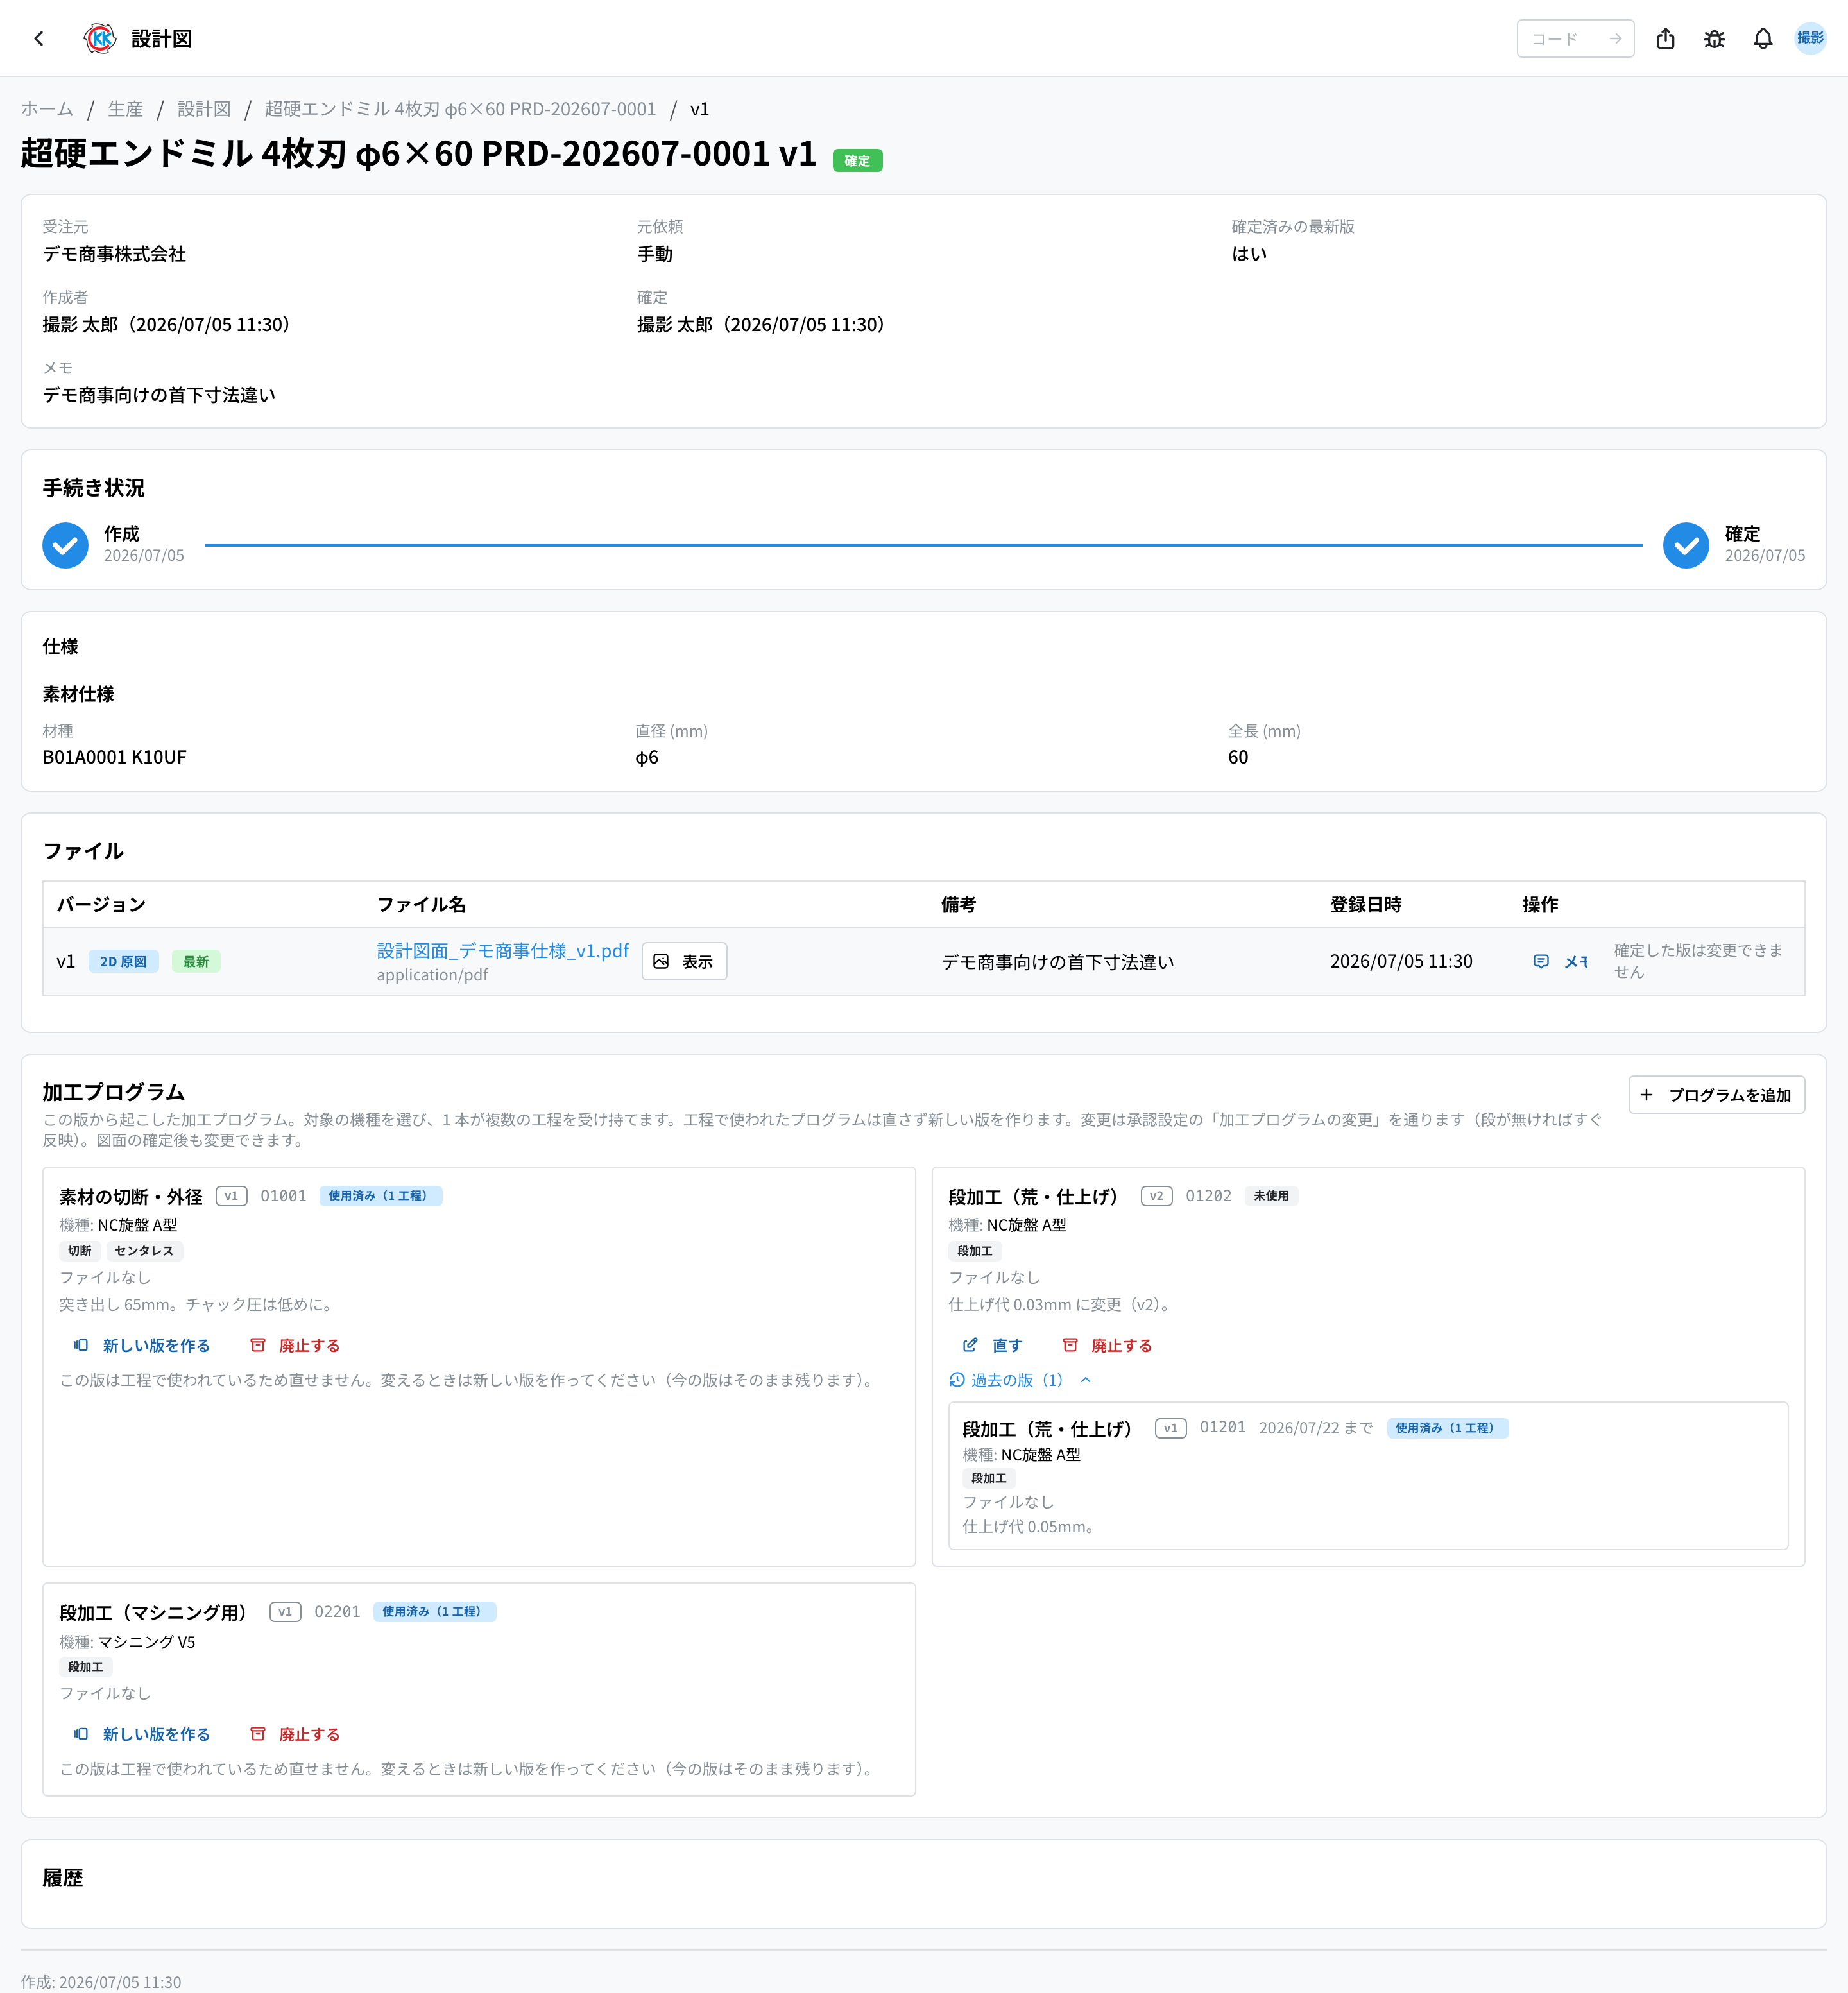 設計図
コード
撮影
ホーム / 生産 / 設計図 / 超硬エンドミル 4枚刃 φ6×60 PRD-202607-0001 / v1
超硬エンドミル 4枚刃 φ6×60 PRD-202607-0001 v1 確定
受注元 元依頼 確定済みの最新版
デモ商事株式会社 手動 はい
作成者 確定
撮影 太郎（2026/07/05 11:30） 撮影 太郎（2026/07/05 11:30）
メモ
デモ商事向けの首下寸法違い
手続き状況
作成 確定
2026/07/05 2026/07/05
仕様
素材仕様
材種 直径 (mm) 全長 (mm)
B01A0001 K10UF φ6 60
ファイル
バージョン ファイル名 備考 登録日時 操作
v1 2D 原図 最新 設計図面_デモ商事仕様_v1.pdf 表示 デモ商事向けの首下寸法違い 2026/07/05 11:30 メモ 確定した版は変更できま
application/pdf せん
加工プログラム プログラムを追加
この版から起こした加工プログラム。対象の機種を選び、1 本が複数の工程を受け持てます。工程で使われたプログラムは直さず新しい版を作ります。変更は承認設定の「加工プログラムの変更」を通ります（段が無ければすぐ
反映）。図面の確定後も変更できます。
素材の切断・外径 v1 O1001 使用済み（1 工程）
機種: NC旋盤 A型
切断 センタレス
ファイルなし
突き出し 65mm。チャック圧は低めに。
新しい版を作る 廃止する
この版は工程で使われているため直せません。変えるときは新しい版を作ってください（今の版はそのまま残ります）。
段加工（荒・仕上げ） v2 O1202 未使用
機種: NC旋盤 A型
段加工
ファイルなし
仕上げ代 0.03mm に変更（v2）。
直す 廃止する
過去の版（1）
段加工（荒・仕上げ） v1 O1201 2026/07/22 まで 使用済み（1 工程）
機種: NC旋盤 A型
段加工
ファイルなし
仕上げ代 0.05mm。
段加工（マシニング用） v1 O2201 使用済み（1 工程）
機種: マシニング V5
段加工
ファイルなし
新しい版を作る 廃止する
この版は工程で使われているため直せません。変えるときは新しい版を作ってください（今の版はそのまま残ります）。
履歴
作成: 2026/07/05 11:30